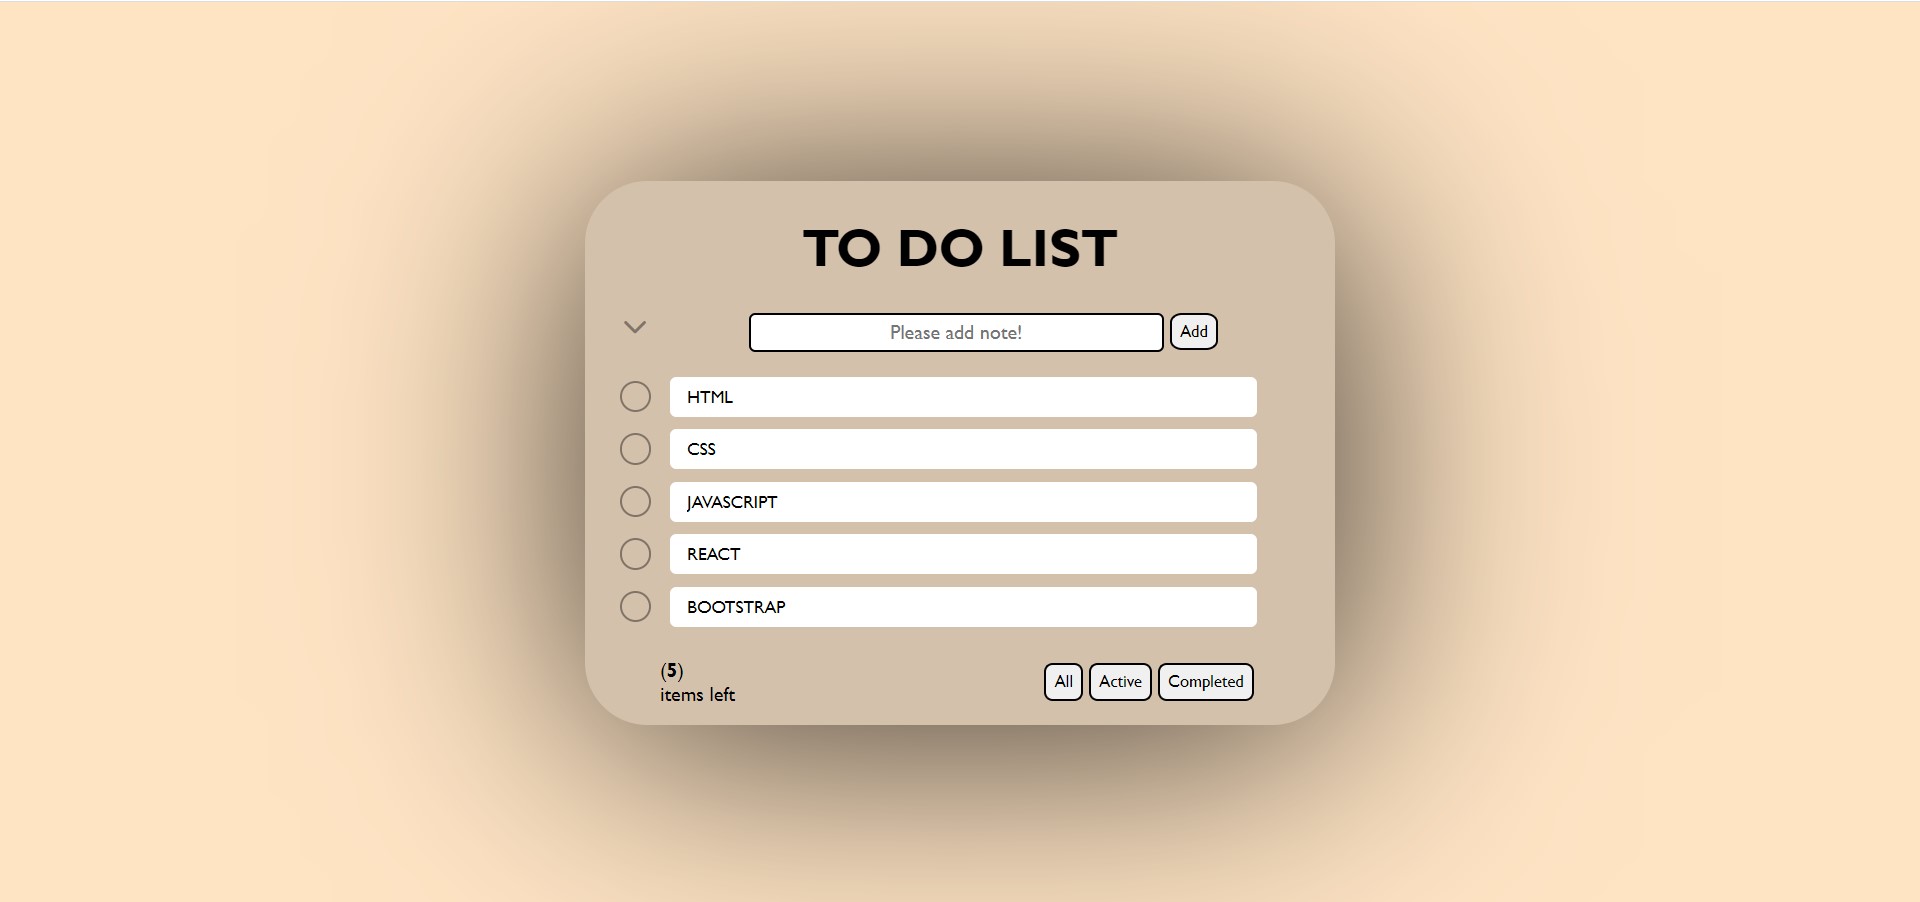 TO DO LIST
Please add note!
Add
HTML
CSS
JAVASCRIPT
REACT
BOOTSTRAP
(5)
items left
All
Active
Completed